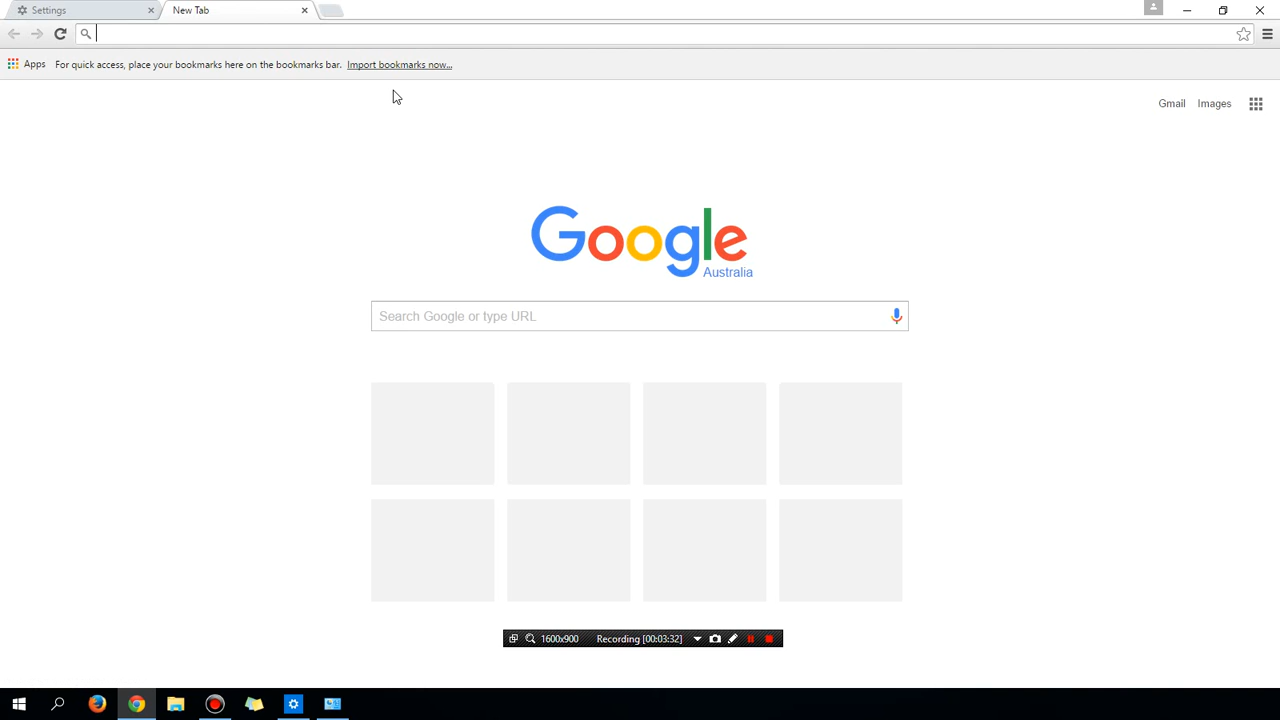 Settings
New Tab
Apps
For quick access, place your bookmarks here on the bookmarks bar. Import bookmarks now...
Gmail
Images
Google
Australia
Search Google or type URL
1600x900
Recording [00:03:32]